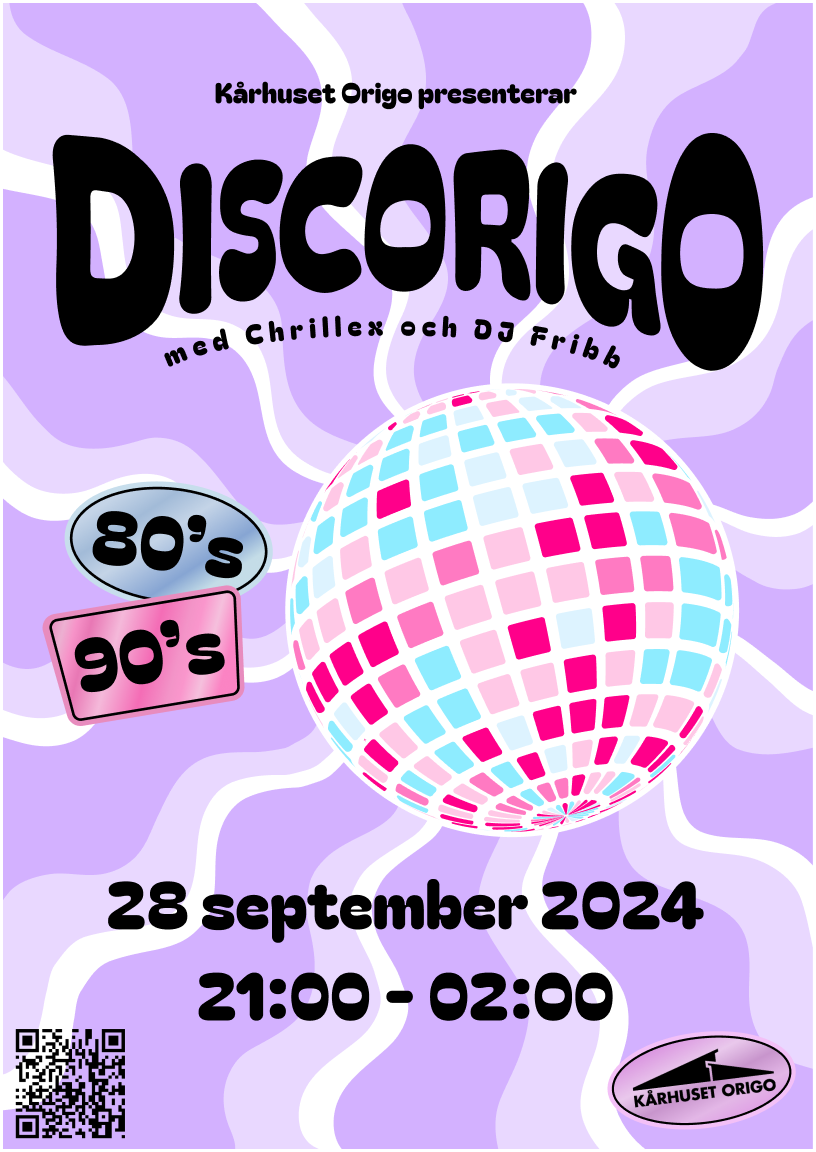 Kårhuset Origo presenterar
DISCORIGO
med Chrillex och DJ Fribb
80's
90's
28 september 2024
21:00 - 02:00
KÅRHUSET ORIGO